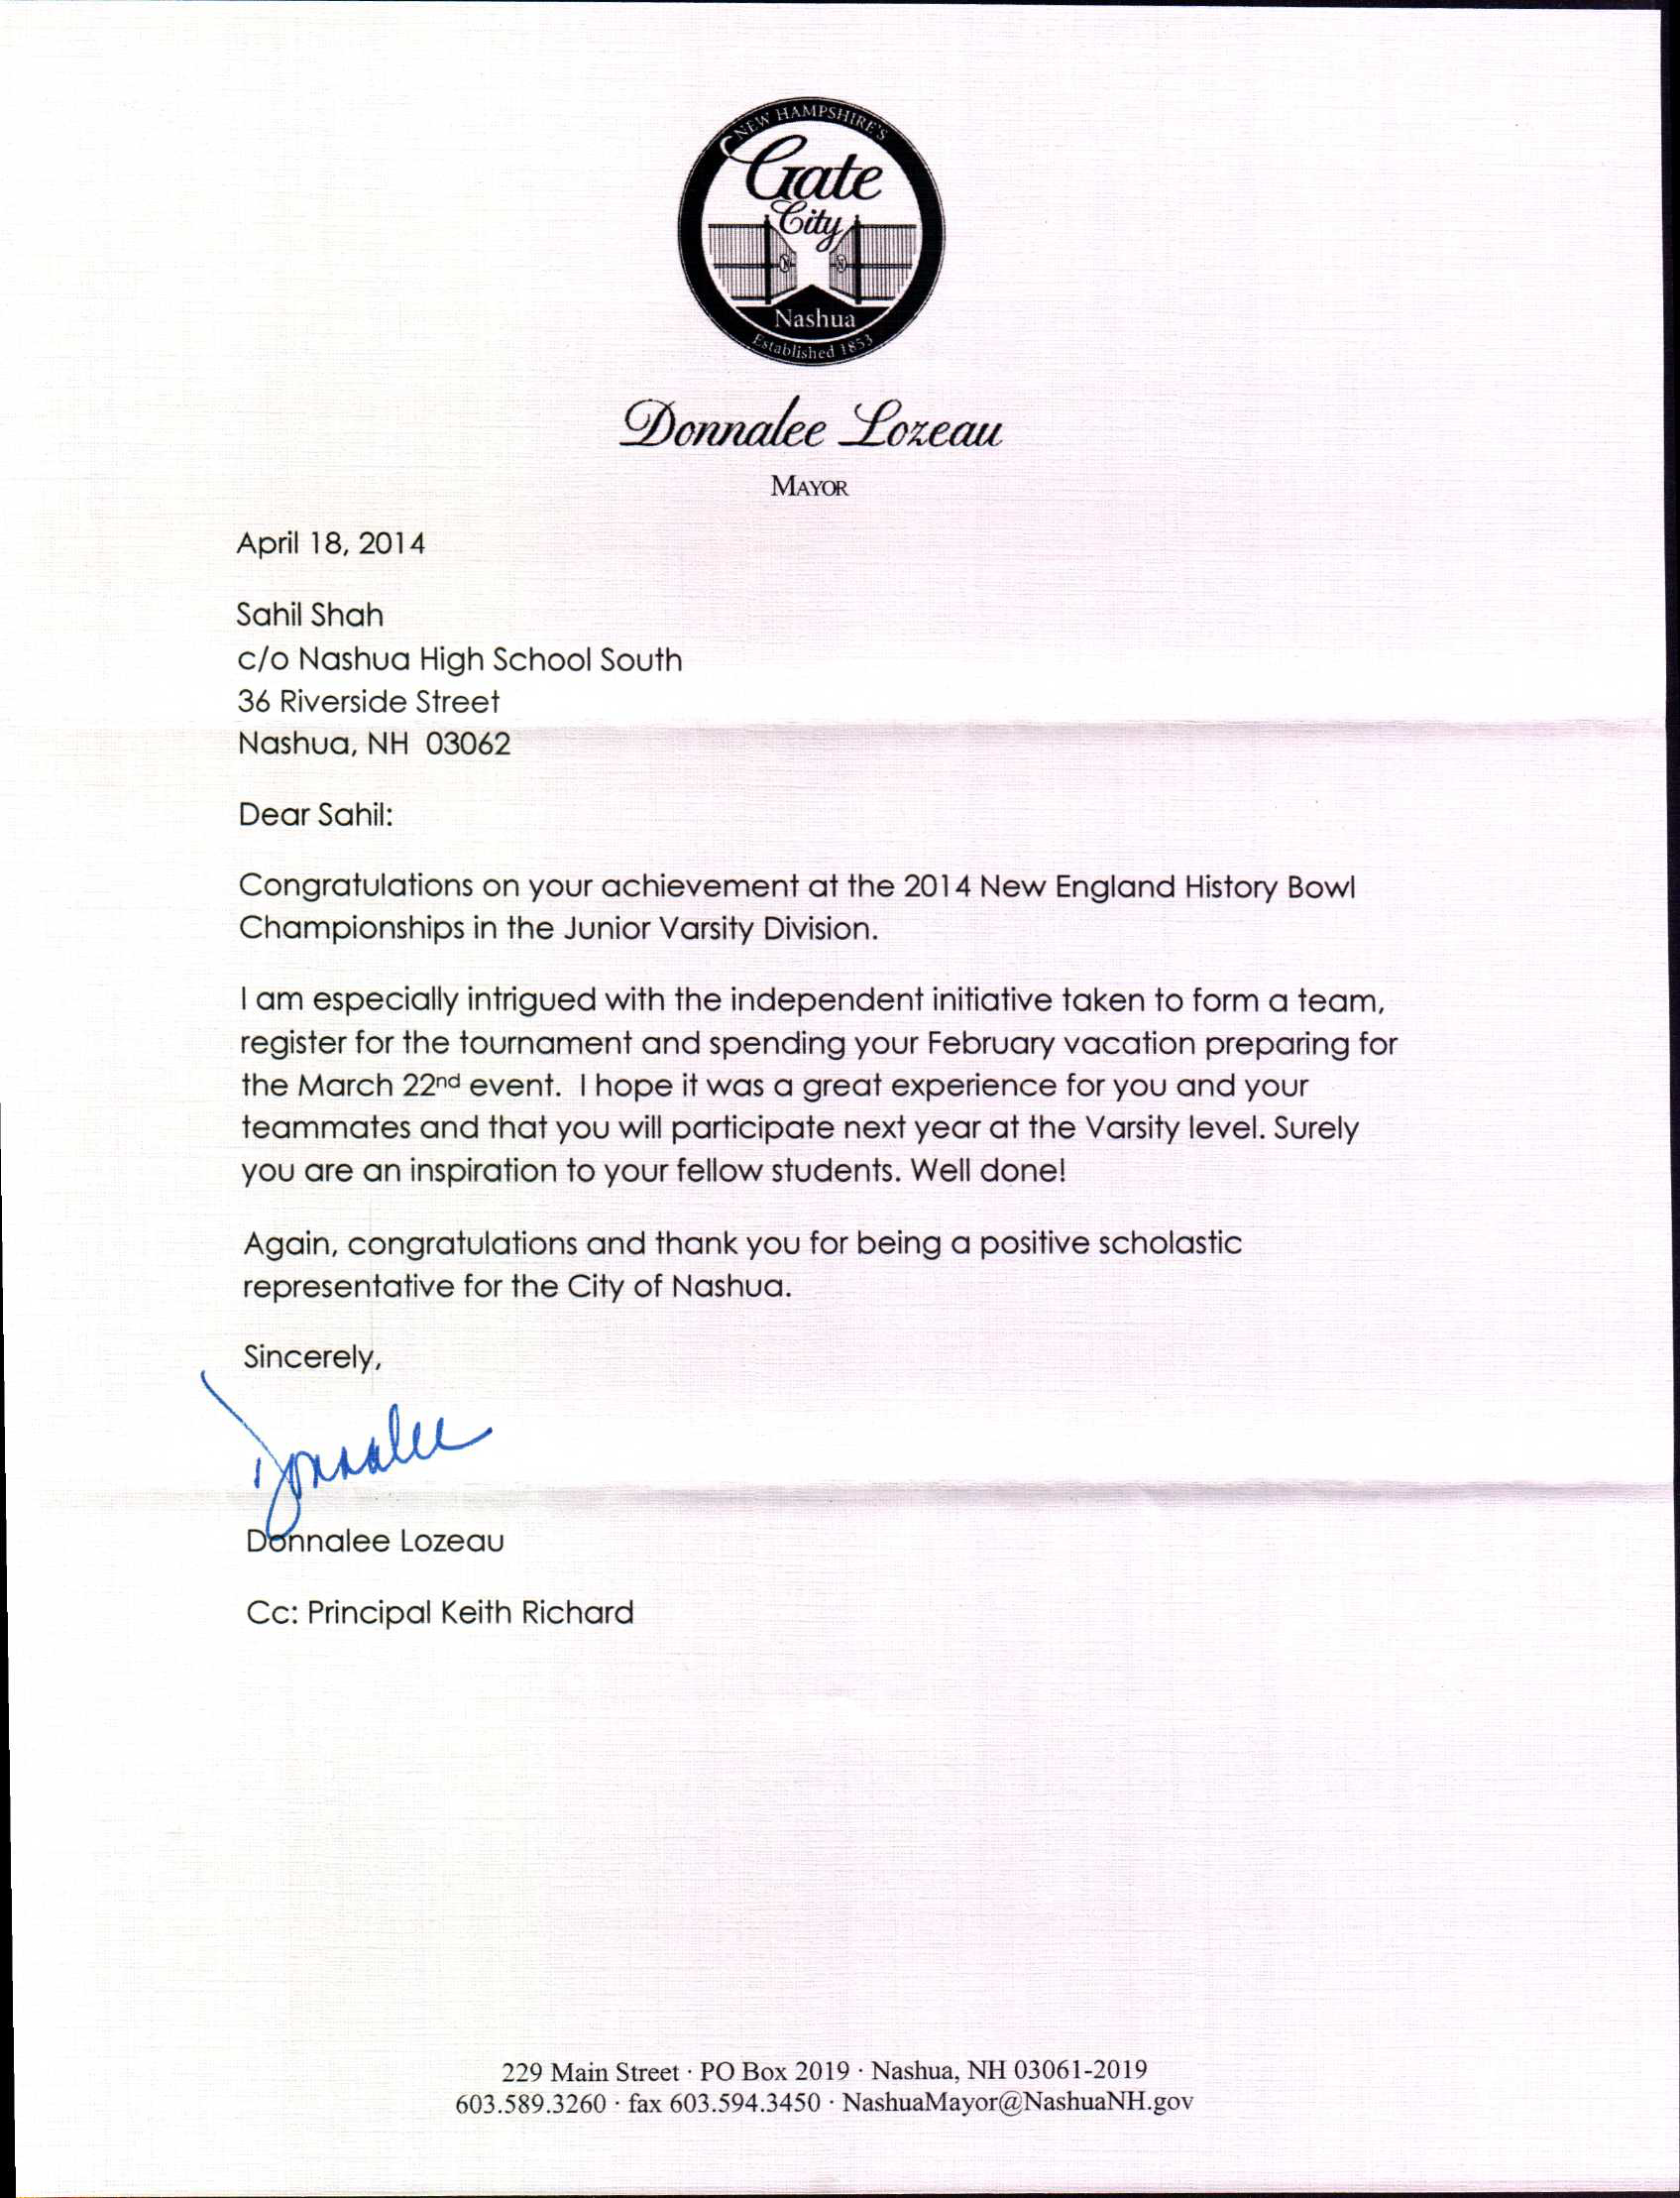 NEW HAMPSHIRE'S
Gate
City
N N
Nashua
Established 1853
Donnalee Lozeau
MAYOR
April 18, 2014
Sahil Shah
c/o Nashua High School South
36 Riverside Street
Nashua, NH 03062
Dear Sahil:
Congratulations on your achievement at the 2014 New England History Bowl
Championships in the Junior Varsity Division.
I am especially intrigued with the independent initiative taken to form a team,
register for the tournament and spending your February vacation preparing for
the March 22nd event. I hope it was a great experience for you and your
teammates and that you will participate next year at the Varsity level. Surely
you are an inspiration to your fellow students. Well done!
Again, congratulations and thank you for being a positive scholastic
representative for the City of Nashua.
Sincerely,
Donnalee
Donnalee Lozeau
Cc: Principal Keith Richard
229 Main Street · PO Box 2019 · Nashua, NH 03061-2019
603.589.3260 · fax 603.594.3450 · NashuaMayor@NashuaNH.gov